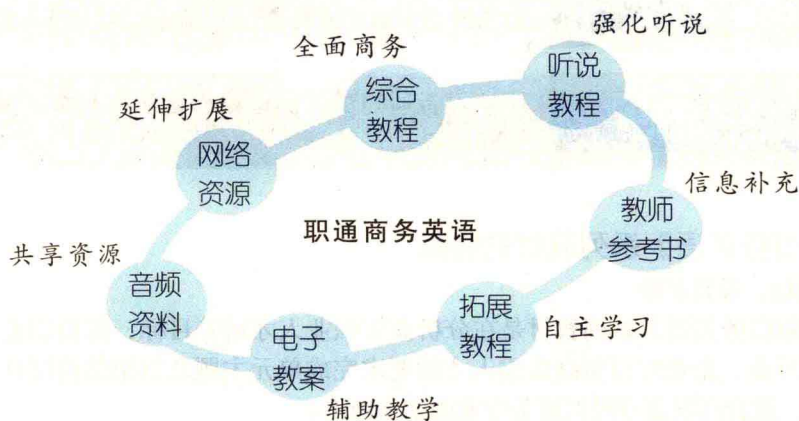 强化听说
全面商务
听说
教程
综合
教程
延伸扩展
网络
资源
信息补充
教师
参考书
职通商务英语
共享资源
音频
资料
拓展
教程
自主学习
电子
教案
辅助教学